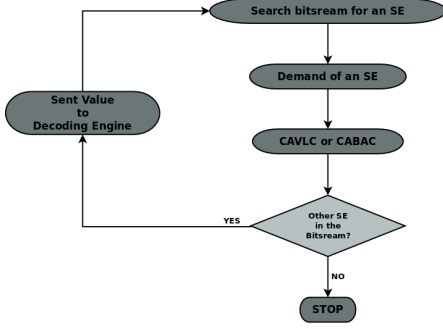 Search bitsream for an SE
Demand of an SE
Sent Value
to
Decoding Engine
CAVLC or CABAC
Other SE
in the
Bitsream?
YES
NO
STOP